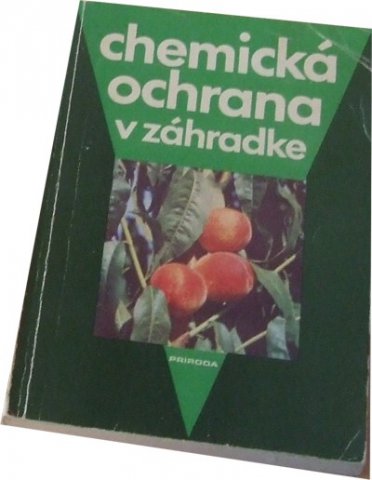 chemická
ochrana
v záhradke
PRÍRODA